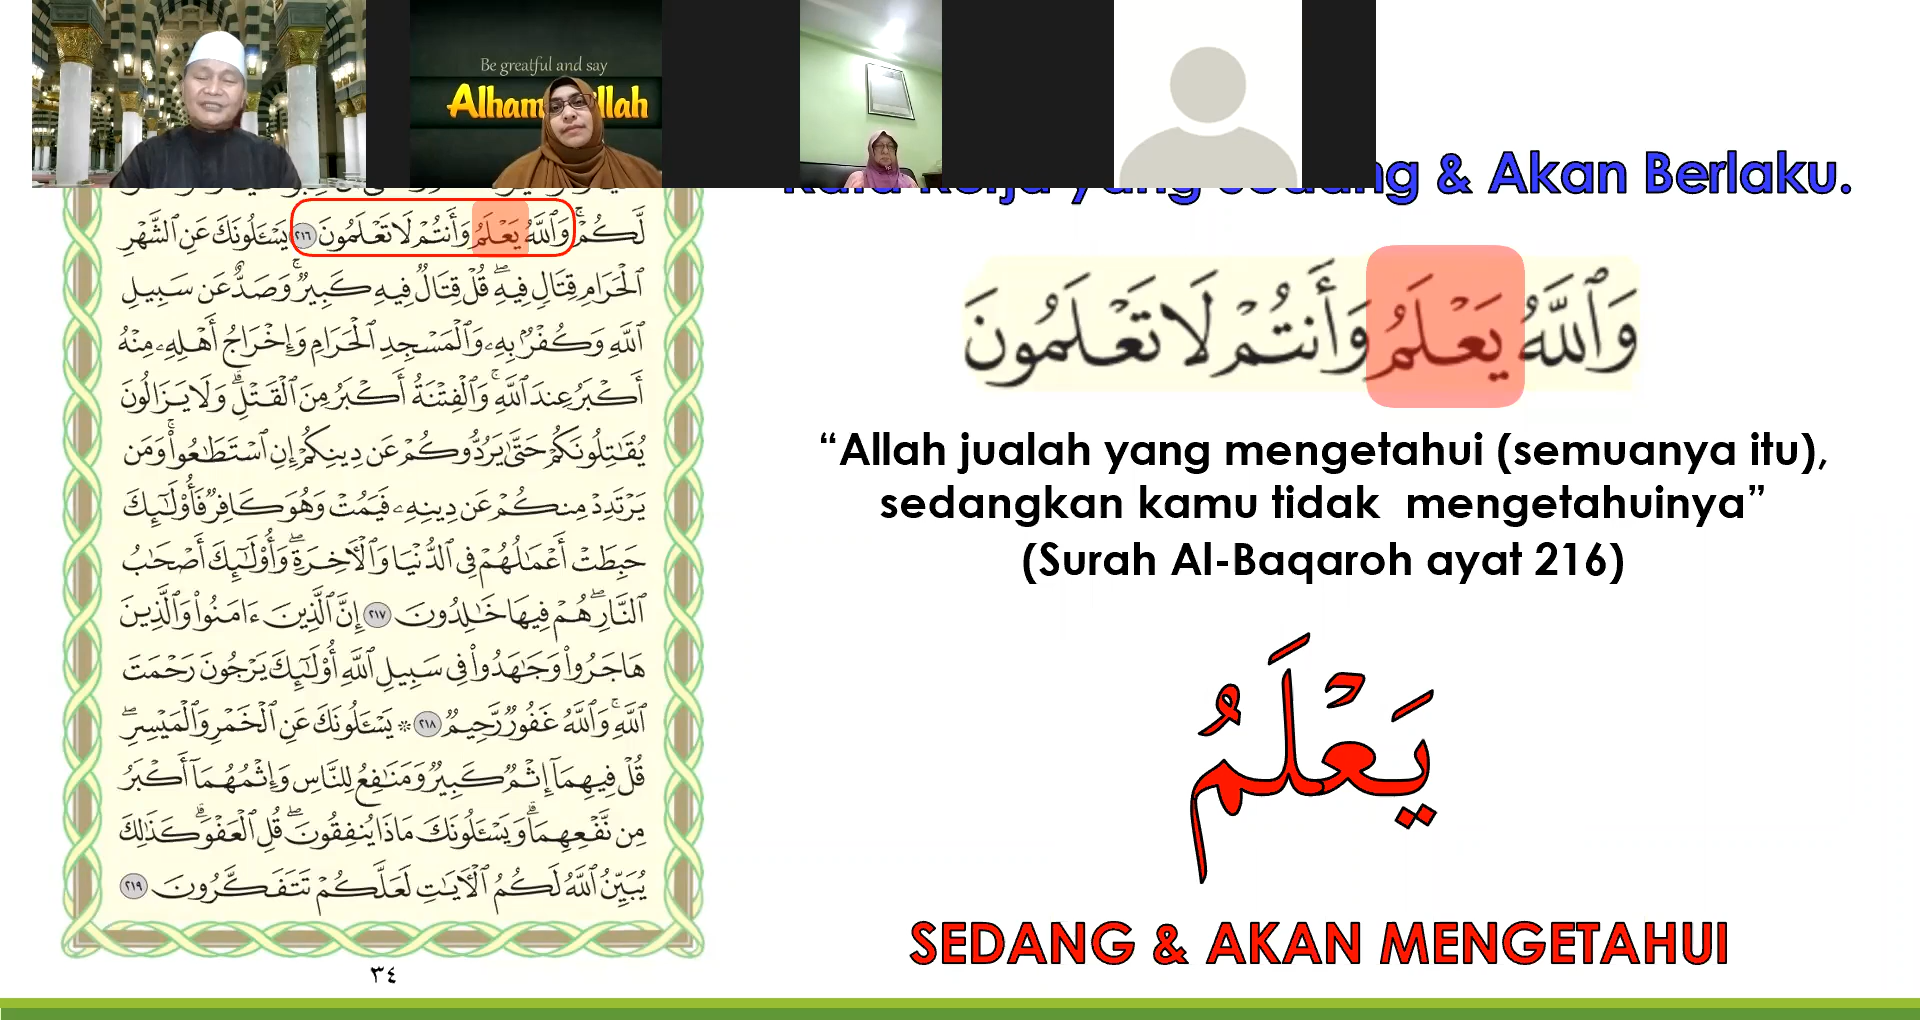 Be greatful and say
& Akan Berlaku.
لَّكُمْۗ وَٱللَّهُ يَعْلَمُ وَأَنتُمْ لَا تَعْلَمُونَ ٢١٦ يَسْـَٔلُونَكَ عَنِ ٱلشَّهْرِ
ٱلْحَرَامِ قِتَالٍ فِيهِۖ قُلْ قِتَالٌ فِيهِ كَبِيرٌۚ وَصَدٌّ عَن سَبِيلِ
ٱللَّهِ وَكُفْرٌۢ بِهِۦ وَٱلْمَسْجِدِ ٱلْحَرَامِ وَإِخْرَاجُ أَهْلِهِۦ مِنْهُ
أَكْبَرُ عِندَ ٱللَّهِۚ وَٱلْفِتْنَةُ أَكْبَرُ مِنَ ٱلْقَتْلِۗ وَلَا يَزَالُونَ
يُقَـٰتِلُونَكُمْ حَتَّىٰ يَرُدُّوكُمْ عَن دِينِكُمْ إِنِ ٱسْتَطَـٰعُوا۟ۚ وَمَن
يَرْتَدِدْ مِنكُمْ عَن دِينِهِۦ فَيَمُتْ وَهُوَ كَافِرٌ فَأُو۟لَـٰٓئِكَ
حَبِطَتْ أَعْمَـٰلُهُمْ فِى ٱلدُّنْيَا وَٱلْـَٔاخِرَةِۖ وَأُو۟لَـٰٓئِكَ أَصْحَـٰبُ
ٱلنَّارِۖ هُمْ فِيهَا خَـٰلِدُونَ ٢١٧ إِنَّ ٱلَّذِينَ ءَامَنُوا۟ وَٱلَّذِينَ
هَاجَرُوا۟ وَجَـٰهَدُوا۟ فِى سَبِيلِ ٱللَّهِ أُو۟لَـٰٓئِكَ يَرْجُونَ رَحْمَتَ
ٱللَّهِۚ وَٱللَّهُ غَفُورٌ رَّحِيمٌ ٢١٨ ۞ يَسْـَٔلُونَكَ عَنِ ٱلْخَمْرِ وَٱلْمَيْسِرِۖ
قُلْ فِيهِمَآ إِثْمٌ كَبِيرٌ وَمَنَـٰفِعُ لِلنَّاسِ وَإِثْمُهُمَآ أَكْبَرُ
مِن نَّفْعِهِمَاۗ وَيَسْـَٔلُونَكَ مَاذَا يُنفِقُونَۖ قُلِ ٱلْعَفْوَۗ كَذَٰلِكَ
يُبَيِّنُ ٱللَّهُ لَكُمُ ٱلْـَٔايَـٰتِ لَعَلَّكُمْ تَتَفَكَّرُونَ ٢١٩
٣٤
وَٱللَّهُ يَعْلَمُ وَأَنتُمْ لَا تَعْلَمُونَ
“Allah jualah yang mengetahui (semuanya itu),
sedangkan kamu tidak mengetahuinya”
(Surah Al-Baqaroh ayat 216)
يَعْلَمُ
SEDANG & AKAN MENGETAHUI